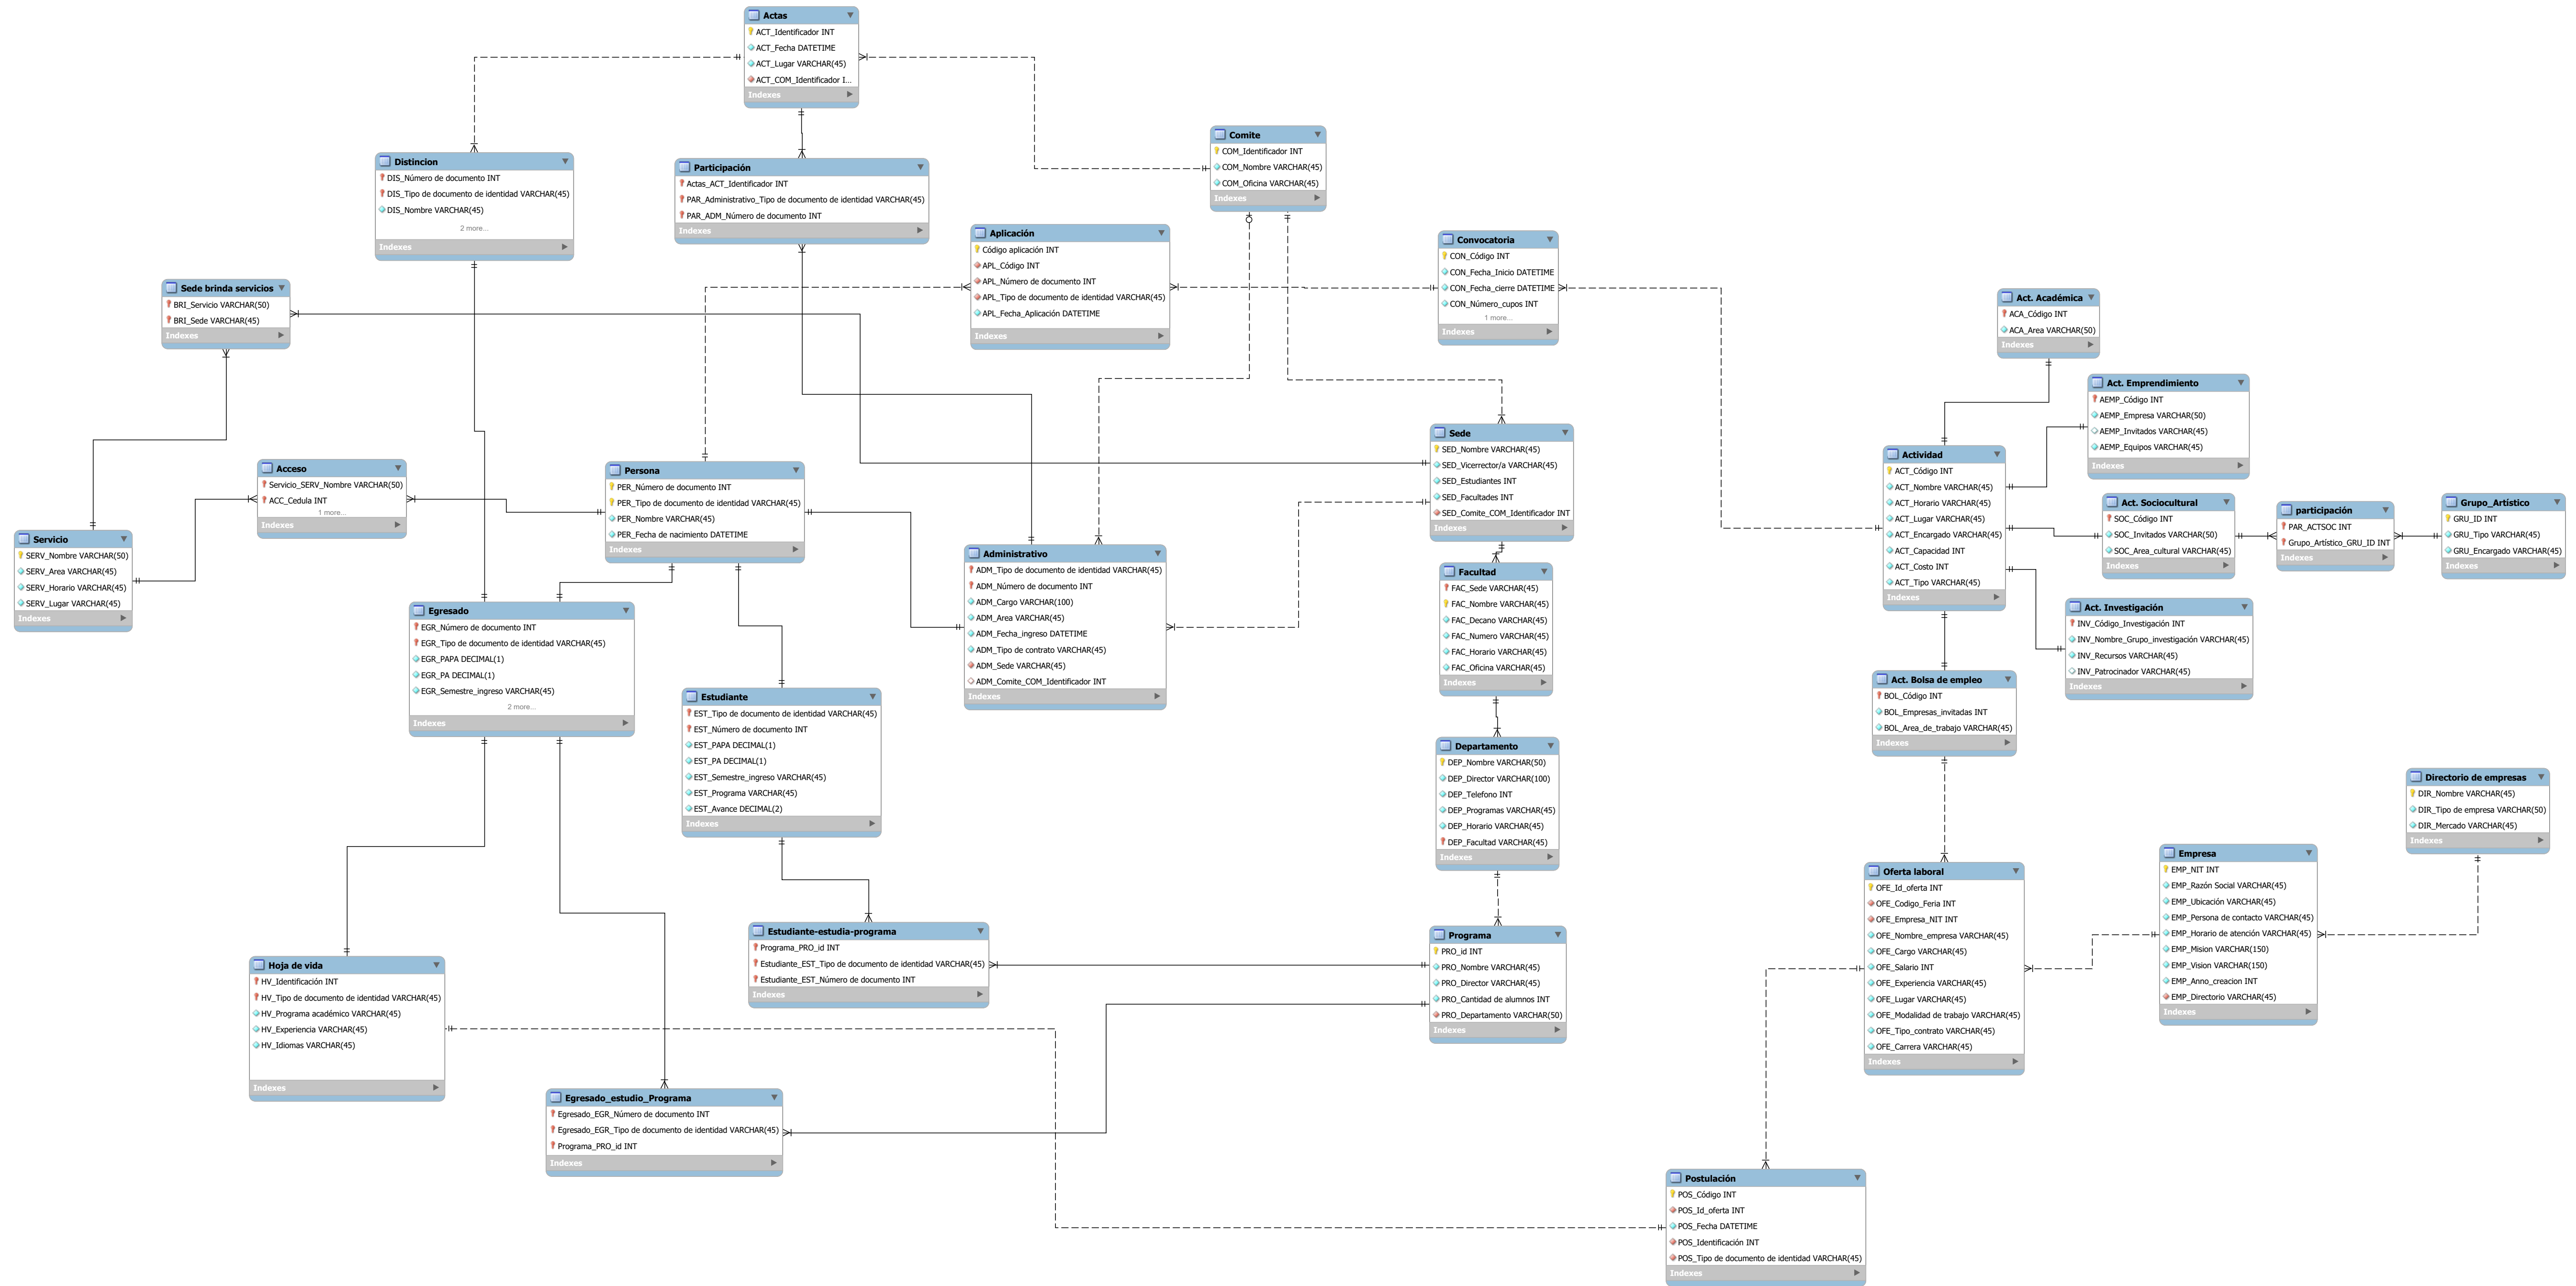 Actas
ACT_Identificador INT
ACT_Fecha DATETIME
ACT_Lugar VARCHAR(45)
ACT_COM_Identificador I...
Indexes
Distincion
DIS_Número de documento INT
DIS_Tipo de documento de identidad VARCHAR(45)
DIS_Nombre VARCHAR(45)
2 more...
Indexes
Participación
Actas_ACT_Identificador INT
PAR_Administrativo_Tipo de documento de identidad VARCHAR(45)
PAR_ADM_Número de documento INT
Indexes
Comite
COM_Identificador INT
COM_Nombre VARCHAR(45)
COM_Oficina VARCHAR(45)
Indexes
Aplicación
Código aplicación INT
APL_Código INT
APL_Número de documento INT
APL_Tipo de documento de identidad VARCHAR(45)
APL_Fecha_Aplicación DATETIME
Indexes
Convocatoria
CON_Código INT
CON_Fecha_Inicio DATETIME
CON_Fecha_cierre DATETIME
CON_Número_cupos INT
1 more...
Indexes
Sede brinda servicios
BRI_Servicio VARCHAR(50)
BRI_Sede VARCHAR(45)
Indexes
Act. Académica
ACA_Código INT
ACA_Area VARCHAR(50)
Indexes
Act. Emprendimiento
AEMP_Código INT
AEMP_Empresa VARCHAR(50)
AEMP_Invitados VARCHAR(45)
AEMP_Equipos VARCHAR(45)
Indexes
Sede
SED_Nombre VARCHAR(45)
SED_Vicerrector/a VARCHAR(45)
SED_Estudiantes INT
SED_Facultades INT
SED_Comite_COM_Identificador INT
Indexes
Actividad
ACT_Código INT
ACT_Nombre VARCHAR(45)
ACT_Horario VARCHAR(45)
ACT_Lugar VARCHAR(45)
ACT_Encargado VARCHAR(45)
ACT_Capacidad INT
ACT_Costo INT
ACT_Tipo VARCHAR(45)
Indexes
Acceso
Servicio_SERV_Nombre VARCHAR(50)
ACC_Cedula INT
1 more...
Indexes
Persona
PER_Número de documento INT
PER_Tipo de documento de identidad VARCHAR(45)
PER_Nombre VARCHAR(45)
PER_Fecha de nacimiento DATETIME
Indexes
Act. Sociocultural
SOC_Código INT
SOC_Invitados VARCHAR(50)
SOC_Area_cultural VARCHAR(45)
Indexes
participación
PAR_ACTSOC INT
Grupo_Artístico_GRU_ID INT
Indexes
Grupo_Artístico
GRU_ID INT
GRU_Tipo VARCHAR(45)
GRU_Encargado VARCHAR(45)
Indexes
Servicio
SERV_Nombre VARCHAR(50)
SERV_Area VARCHAR(45)
SERV_Horario VARCHAR(45)
SERV_Lugar VARCHAR(45)
Indexes
Administrativo
ADM_Tipo de documento de identidad VARCHAR(45)
ADM_Número de documento INT
ADM_Cargo VARCHAR(100)
ADM_Area VARCHAR(45)
ADM_Fecha_ingreso DATETIME
ADM_Tipo de contrato VARCHAR(45)
ADM_Sede VARCHAR(45)
ADM_Comite_COM_Identificador INT
Indexes
Facultad
FAC_Sede VARCHAR(45)
FAC_Nombre VARCHAR(45)
FAC_Decano VARCHAR(45)
FAC_Numero VARCHAR(45)
FAC_Horario VARCHAR(45)
FAC_Oficina VARCHAR(45)
Indexes
Act. Investigación
INV_Código_Investigación INT
INV_Nombre_Grupo_investigación VARCHAR(45)
INV_Recursos VARCHAR(45)
INV_Patrocinador VARCHAR(45)
Indexes
Egresado
EGR_Número de documento INT
EGR_Tipo de documento de identidad VARCHAR(45)
EGR_PAPA DECIMAL(1)
EGR_PA DECIMAL(1)
EGR_Semestre_ingreso VARCHAR(45)
2 more...
Indexes
Act. Bolsa de empleo
BOL_Código INT
BOL_Empresas_invitadas INT
BOL_Area_de_trabajo VARCHAR(45)
Indexes
Estudiante
EST_Tipo de documento de identidad VARCHAR(45)
EST_Número de documento INT
EST_PAPA DECIMAL(1)
EST_PA DECIMAL(1)
EST_Semestre_ingreso VARCHAR(45)
EST_Programa VARCHAR(45)
EST_Avance DECIMAL(2)
Indexes
Departamento
DEP_Nombre VARCHAR(50)
DEP_Director VARCHAR(100)
DEP_Telefono INT
DEP_Programas VARCHAR(45)
DEP_Horario VARCHAR(45)
DEP_Facultad VARCHAR(45)
Indexes
Directorio de empresas
DIR_Nombre VARCHAR(45)
DIR_Tipo de empresa VARCHAR(50)
DIR_Mercado VARCHAR(45)
Indexes
Empresa
EMP_NIT INT
EMP_Razón Social VARCHAR(45)
EMP_Ubicación VARCHAR(45)
EMP_Persona de contacto VARCHAR(45)
EMP_Horario de atención VARCHAR(45)
EMP_Mision VARCHAR(150)
EMP_Vision VARCHAR(150)
EMP_Anno_creacion INT
EMP_Directorio VARCHAR(45)
Indexes
Oferta laboral
OFE_Id_oferta INT
OFE_Codigo_Feria INT
OFE_Empresa_NIT INT
OFE_Nombre_empresa VARCHAR(45)
OFE_Cargo VARCHAR(45)
OFE_Salario INT
OFE_Experiencia VARCHAR(45)
OFE_Lugar VARCHAR(45)
OFE_Modalidad de trabajo VARCHAR(45)
OFE_Tipo_contrato VARCHAR(45)
OFE_Carrera VARCHAR(45)
Indexes
Estudiante-estudia-programa
Programa_PRO_id INT
Estudiante_EST_Tipo de documento de identidad VARCHAR(45)
Estudiante_EST_Número de documento INT
Indexes
Programa
PRO_id INT
PRO_Nombre VARCHAR(45)
PRO_Director VARCHAR(45)
PRO_Cantidad de alumnos INT
PRO_Departamento VARCHAR(50)
Indexes
Hoja de vida
HV_Identificación INT
HV_Tipo de documento de identidad VARCHAR(45)
HV_Programa académico VARCHAR(45)
HV_Experiencia VARCHAR(45)
HV_Idiomas VARCHAR(45)
Indexes
Egresado_estudio_Programa
Egresado_EGR_Número de documento INT
Egresado_EGR_Tipo de documento de identidad VARCHAR(45)
Programa_PRO_id INT
Indexes
Postulación
POS_Código INT
POS_Id_oferta INT
POS_Fecha DATETIME
POS_Identificación INT
POS_Tipo de documento de identidad VARCHAR(45)
Indexes